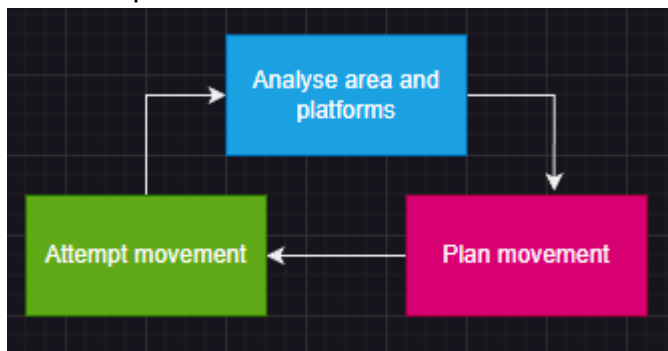 Analyse area and
platforms
Attempt movement
Plan movement